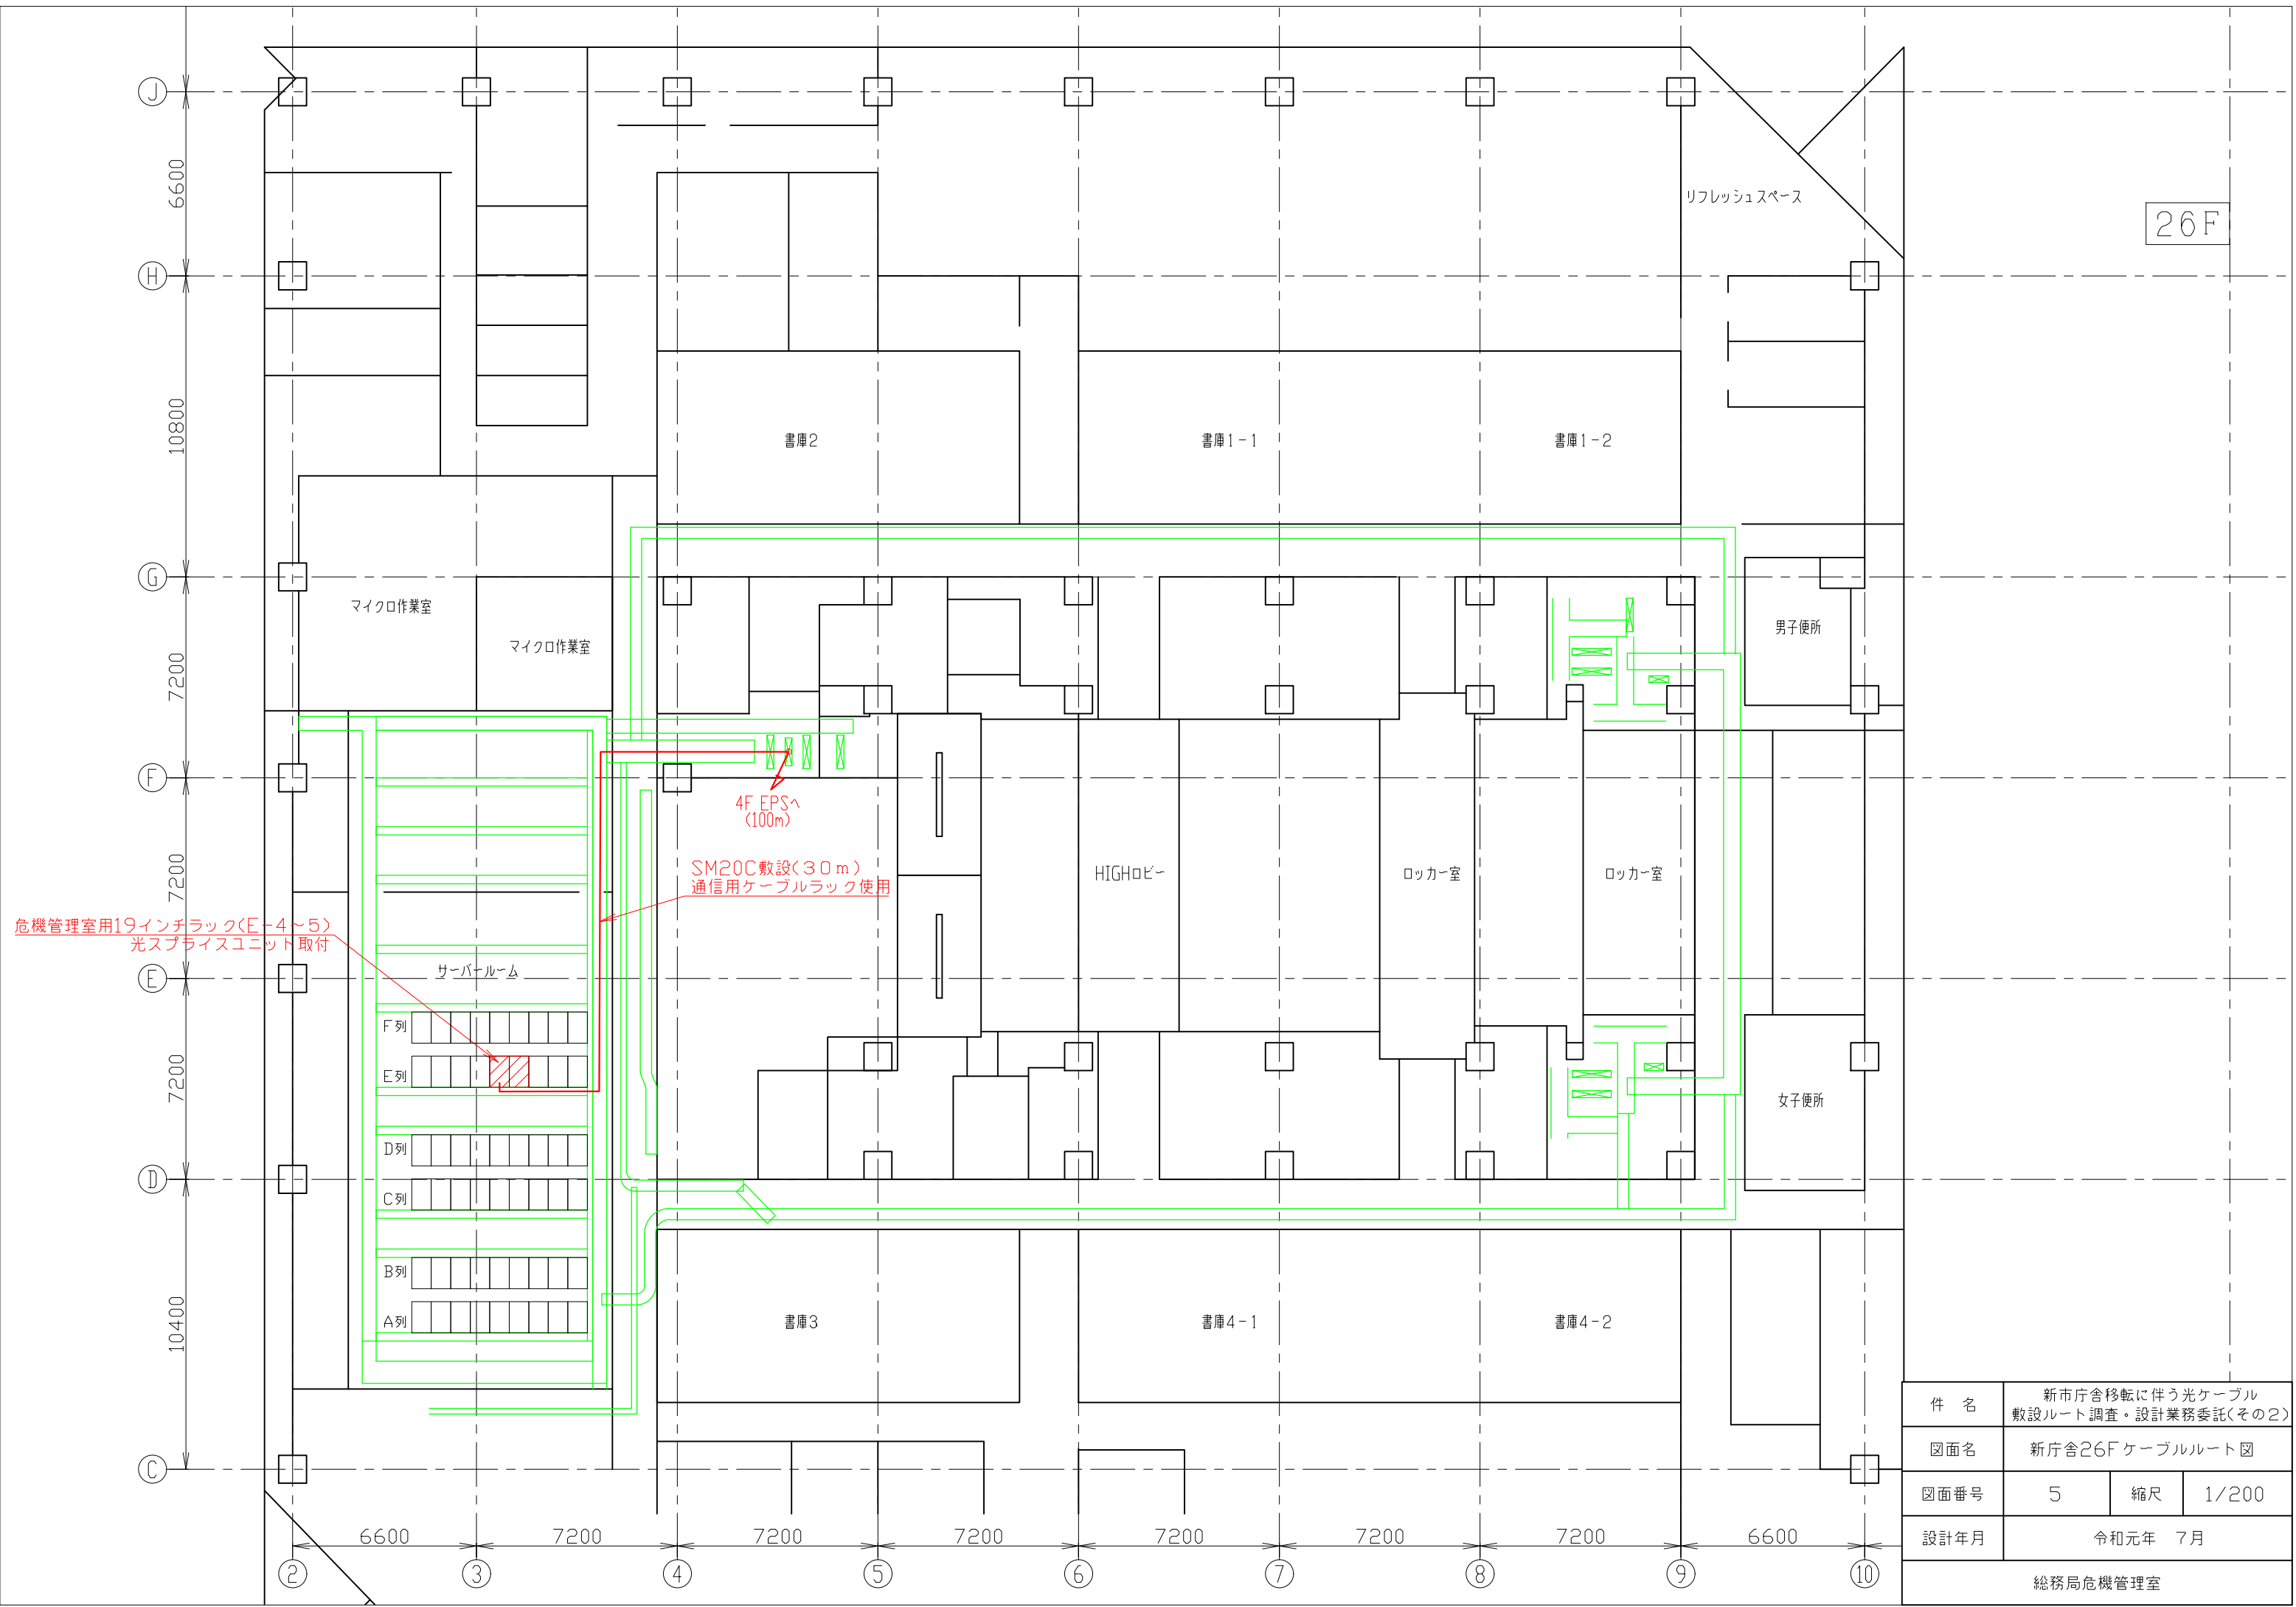 J
6600
リフレッシュスペース
26F
H
10800
書庫2
書庫1-1
書庫1-2
G
マイクロ作業室
マイクロ作業室
男子便所
7200
F
4F EPSへ
(100m)
SM20C敷設(30m)
通信用ケーブルラック使用
7200
HIGHロビー
ロッカー室
ロッカー室
危機管理室用19インチラック(E-4～5)
光スプライスユニット取付
サーバールーム
E
F列
E列
7200
女子便所
D列
D
C列
B列
A列
10400
書庫3
書庫4-1
書庫4-2
C
6600
7200
7200
7200
7200
7200
7200
6600
2
3
4
5
6
7
8
9
10
件 名
新市庁舎移転に伴う光ケーブル
敷設ルート調査・設計業務委託(その2)
図面名
新庁舎26Fケーブルルート図
図面番号
5
縮尺
1/200
設計年月
令和元年 7月
総務局危機管理室